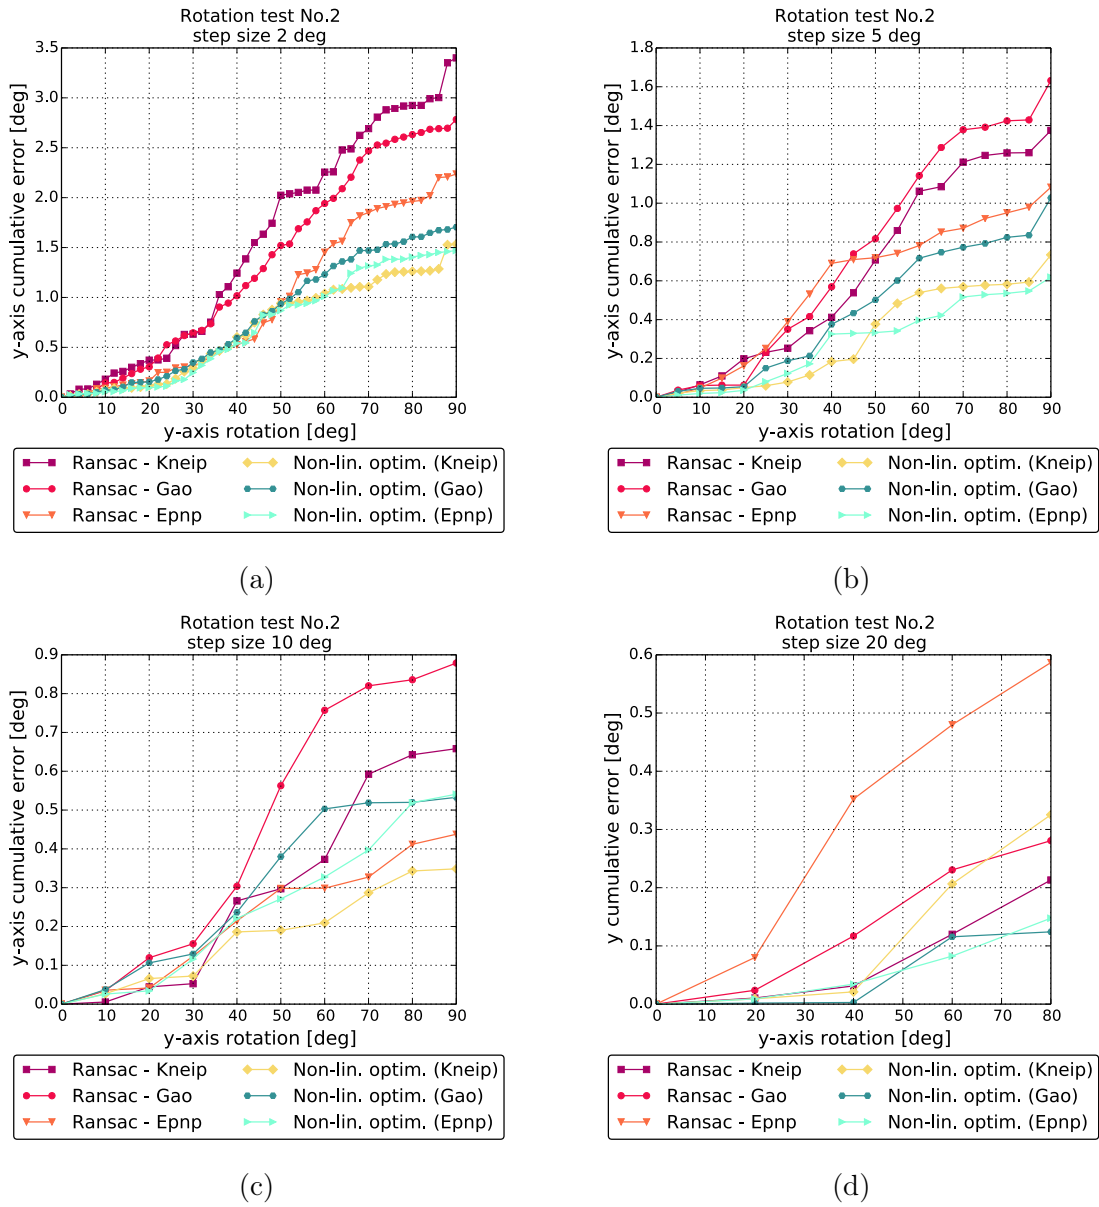 Rotation test No.2
step size 2 deg
y-axis cumulative error [deg]
3.5
3.0
2.5
2.0
1.5
1.0
0.5
0.0
0 10 20 30 40 50 60 70 80 90
y-axis rotation [deg]
Ransac - Kneip Non-lin. optim. (Kneip)
Ransac - Gao Non-lin. optim. (Gao)
Ransac - Epnp Non-lin. optim. (Epnp)
(a)
Rotation test No.2
step size 5 deg
y-axis cumulative error [deg]
1.8
1.6
1.4
1.2
1.0
0.8
0.6
0.4
0.2
0.0
0 10 20 30 40 50 60 70 80 90
y-axis rotation [deg]
Ransac - Kneip Non-lin. optim. (Kneip)
Ransac - Gao Non-lin. optim. (Gao)
Ransac - Epnp Non-lin. optim. (Epnp)
(b)
Rotation test No.2
step size 10 deg
y-axis cumulative error [deg]
0.9
0.8
0.7
0.6
0.5
0.4
0.3
0.2
0.1
0.0
0 10 20 30 40 50 60 70 80 90
y-axis rotation [deg]
Ransac - Kneip Non-lin. optim. (Kneip)
Ransac - Gao Non-lin. optim. (Gao)
Ransac - Epnp Non-lin. optim. (Epnp)
(c)
Rotation test No.2
step size 20 deg
y cumulative error [deg]
0.6
0.5
0.4
0.3
0.2
0.1
0.0
0 10 20 30 40 50 60 70 80
y-axis rotation [deg]
Ransac - Kneip Non-lin. optim. (Kneip)
Ransac - Gao Non-lin. optim. (Gao)
Ransac - Epnp Non-lin. optim. (Epnp)
(d)